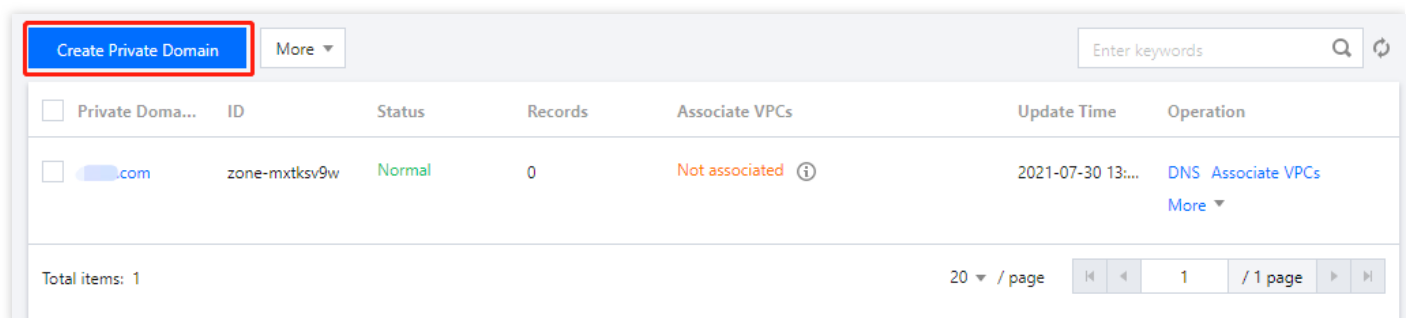 Create Private Domain More Enter keywords
Private Doma... ID Status Records Associate VPCs Update Time Operation
.com zone-mxtksv9w Normal 0 Not associated 2021-07-30 13:... DNS Associate VPCs
More
Total items: 1 20 / page 1 / 1 page